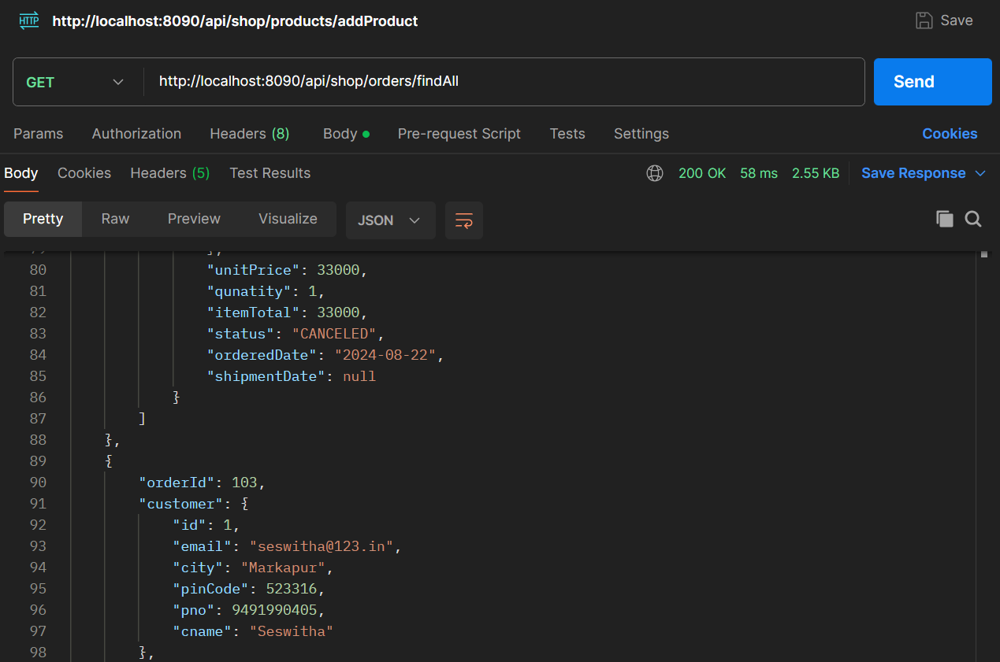 HTTP http://localhost:8090/api/shop/products/addProduct Save
GET http://localhost:8090/api/shop/orders/findAll Send
Params Authorization Headers (8) Body Pre-request Script Tests Settings Cookies
Body Cookies Headers (5) Test Results 200 OK 58 ms 2.55 KB Save Response
Pretty Raw Preview Visualize JSON
79 },
80 "unitPrice": 33000,
81 "qunatity": 1,
82 "itemTotal": 33000,
83 "status": "CANCELED",
84 "orderedDate": "2024-08-22",
85 "shipmentDate": null
86 }
87 ]
88 },
89 {
90 "orderId": 103,
91 "customer": {
92 "id": 1,
93 "email": "seswitha@123.in",
94 "city": "Markapur",
95 "pinCode": 523316,
96 "pno": 9491990405,
97 "cname": "Seswitha"
98 },